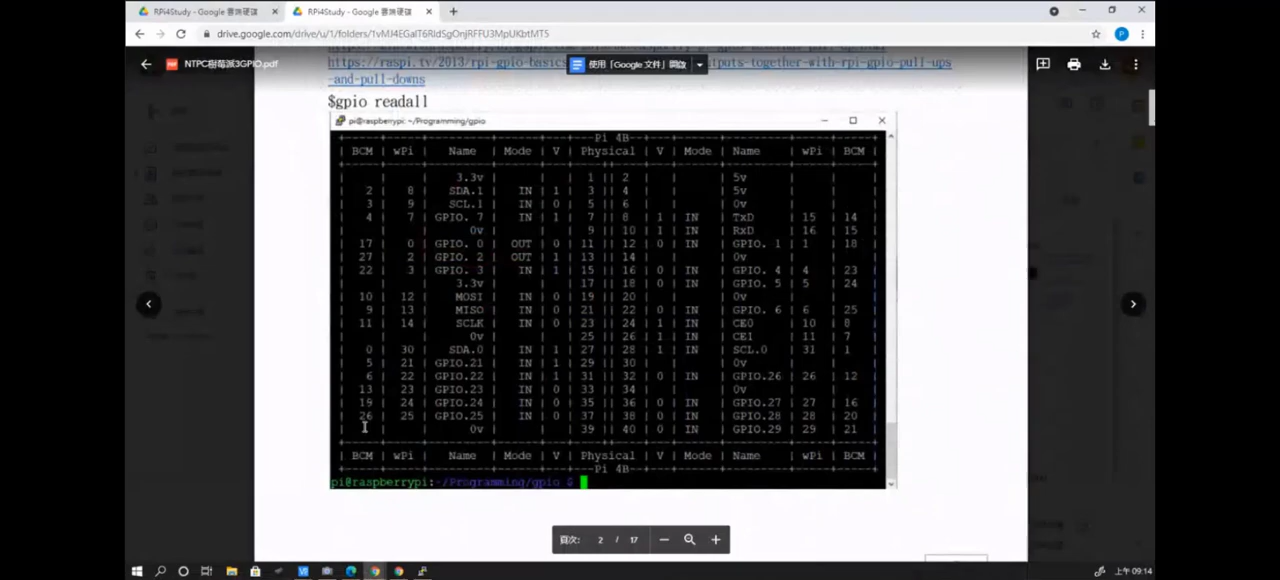 RPi4Study - Google 雲端硬碟 × RPi4Study - Google 雲端硬碟 × +
drive.google.com/drive/u/1/folders/1vMJ4EGaIT6RldSgOnjRFFU3MpUKbtMT5
NTPC樹莓派3GPIO.pdf
使用「Google 文件」開啟
-and-pull-downs
$gpio readall
pi@raspberrypi: ~/Programming/gpio
Pi 4B
| BCM | wPi | Name | Mode | V | Physical | V | Mode | Name | wPi | BCM |
| | | 3.3v | | | 1 || 2 | | | 5v | | |
| 2 | 8 | SDA.1 | IN | 1 | 3 || 4 | | | 5v | | |
| 3 | 9 | SCL.1 | IN | 0 | 5 || 6 | | | 0v | | |
| 4 | 7 | GPIO. 7 | IN | 1 | 7 || 8 | 1 | IN | TxD | 15 | 14 |
| | | 0v | | | 9 || 10 | 1 | IN | RxD | 16 | 15 |
| 17 | 0 | GPIO. 0 | OUT | 0 | 11 || 12 | 0 | IN | GPIO. 1 | 1 | 18 |
| 27 | 2 | GPIO. 2 | OUT | 1 | 13 || 14 | | | 0v | | |
| 22 | 3 | GPIO. 3 | IN | 1 | 15 || 16 | 0 | IN | GPIO. 4 | 4 | 23 |
| | | 3.3v | | | 17 || 18 | 0 | IN | GPIO. 5 | 5 | 24 |
| 10 | 12 | MOSI | IN | 0 | 19 || 20 | | | 0v | | |
| 9 | 13 | MISO | IN | 0 | 21 || 22 | 0 | IN | GPIO. 6 | 6 | 25 |
| 11 | 14 | SCLK | IN | 0 | 23 || 24 | 1 | IN | CE0 | 10 | 8 |
| | | 0v | | | 25 || 26 | 1 | IN | CE1 | 11 | 7 |
| 0 | 30 | SDA.0 | IN | 1 | 27 || 28 | 1 | IN | SCL.0 | 31 | 1 |
| 5 | 21 | GPIO.21 | IN | 1 | 29 || 30 | | | 0v | | |
| 6 | 22 | GPIO.22 | IN | 1 | 31 || 32 | 0 | IN | GPIO.26 | 26 | 12 |
| 13 | 23 | GPIO.23 | IN | 0 | 33 || 34 | | | 0v | | |
| 19 | 24 | GPIO.24 | IN | 0 | 35 || 36 | 0 | IN | GPIO.27 | 27 | 16 |
| 26 | 25 | GPIO.25 | IN | 0 | 37 || 38 | 0 | IN | GPIO.28 | 28 | 20 |
| | | 0v | | | 39 || 40 | 0 | IN | GPIO.29 | 29 | 21 |
| BCM | wPi | Name | Mode | V | Physical | V | Mode | Name | wPi | BCM |
Pi 4B
pi@raspberrypi:~/Programming/gpio $
頁次: 2 / 17
上午 09:14